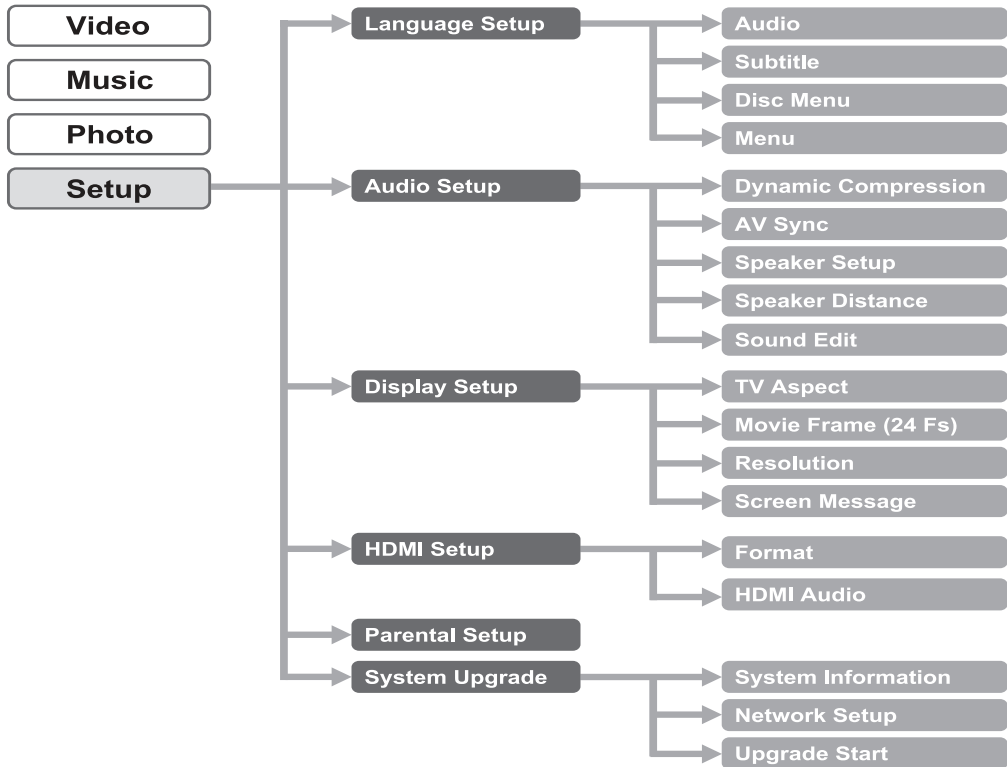 Video
Music
Photo
Setup
Language Setup
Audio
Subtitle
Disc Menu
Menu
Audio Setup
Dynamic Compression
AV Sync
Speaker Setup
Speaker Distance
Sound Edit
Display Setup
TV Aspect
Movie Frame (24 Fs)
Resolution
Screen Message
HDMI Setup
Format
HDMI Audio
Parental Setup
System Upgrade
System Information
Network Setup
Upgrade Start